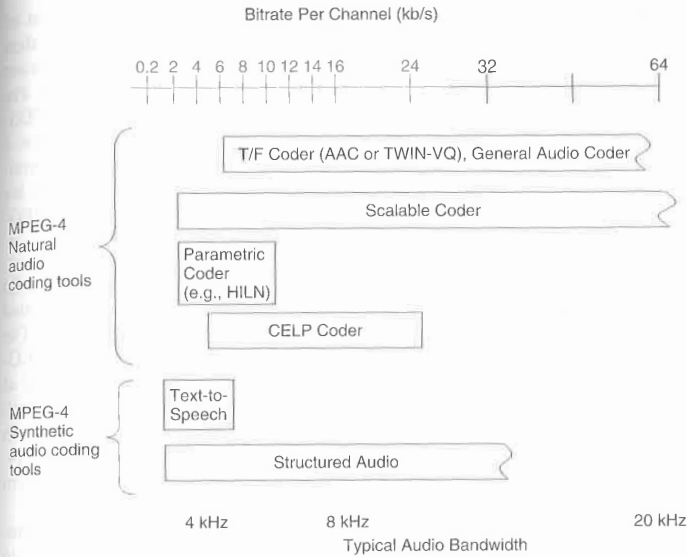 Bitrate Per Channel (kb/s)
0.2 2 4 6 8 10 12 14 16 24 32 64
T/F Coder (AAC or TWIN-VQ), General Audio Coder
Scalable Coder
MPEG-4
Natural
audio
coding tools
Parametric
Coder
(e.g., HILN)
CELP Coder
MPEG-4
Synthetic
audio coding
tools
Text-to-
Speech
Structured Audio
4 kHz 8 kHz 20 kHz
Typical Audio Bandwidth